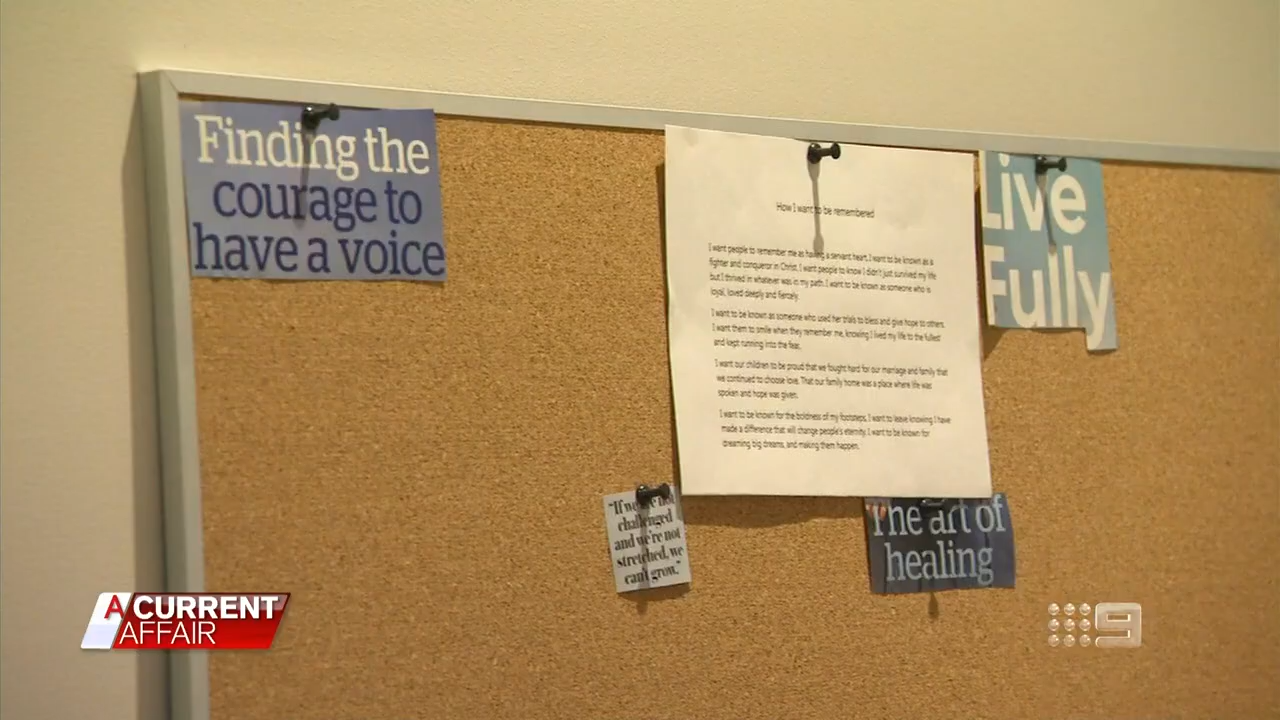 Finding the
courage to
have a voice
How I want to be remembered
I want people to remember me as having a servant heart. I want to be known as a
fighter and conqueror in Christ. I want people to know I didn't just survived my life
but I thrived in whatever was in my path. I want to be known as someone who is
loyal, loved deeply and fiercely.
I want to be known as someone who used her trials to bless and give hope to others.
I want them to smile when they remember me, knowing I lived my life to the fullest
and kept running into the fear.
I want our children to be proud that we fought hard for our marriage and family that
we continued to choose love. That our family home was a place where life was
spoken and hope was given.
I want to be known for the boldness of my footsteps. I want to leave knowing I have
made a difference that will change people's eternity. I want to be known for
dreaming big dreams, and making them happen.
Live
Fully
"If we are not
challenged
and we're not
stretched, we
can't grow."
The art of
healing
A CURRENT
AFFAIR
9